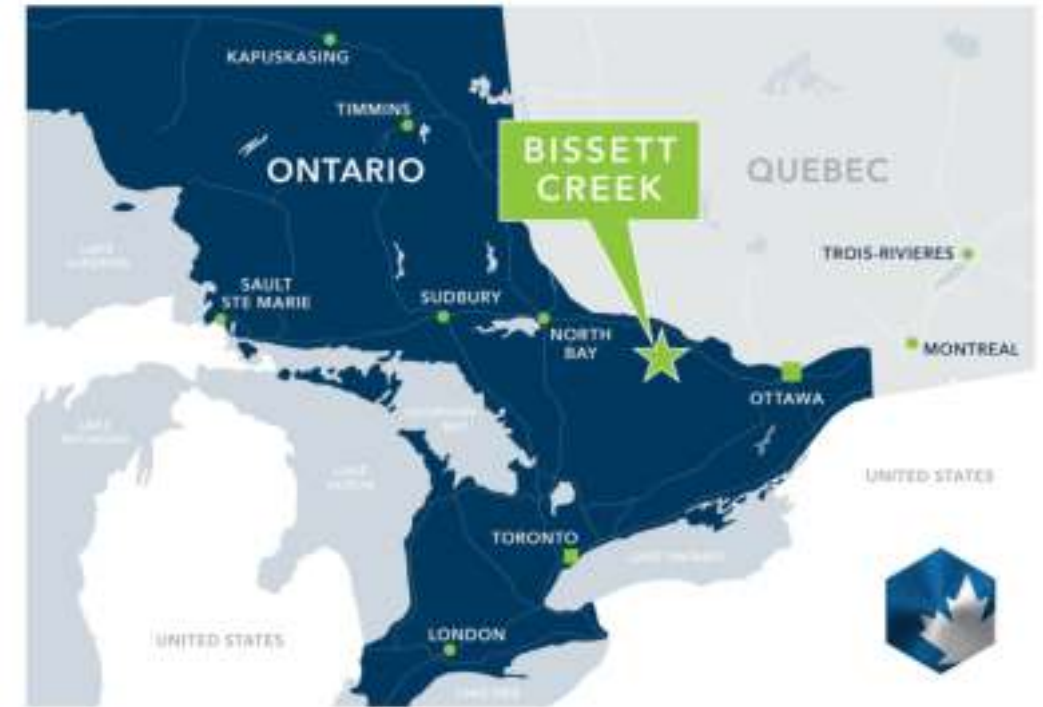 KAPUSKASING
TIMMINS
ONTARIO
BISSETT
CREEK
QUEBEC
TROIS-RIVIERES
SAULT
STE MARIE
SUDBURY
NORTH
BAY
MONTREAL
OTTAWA
UNITED STATES
TORONTO
UNITED STATES
LONDON